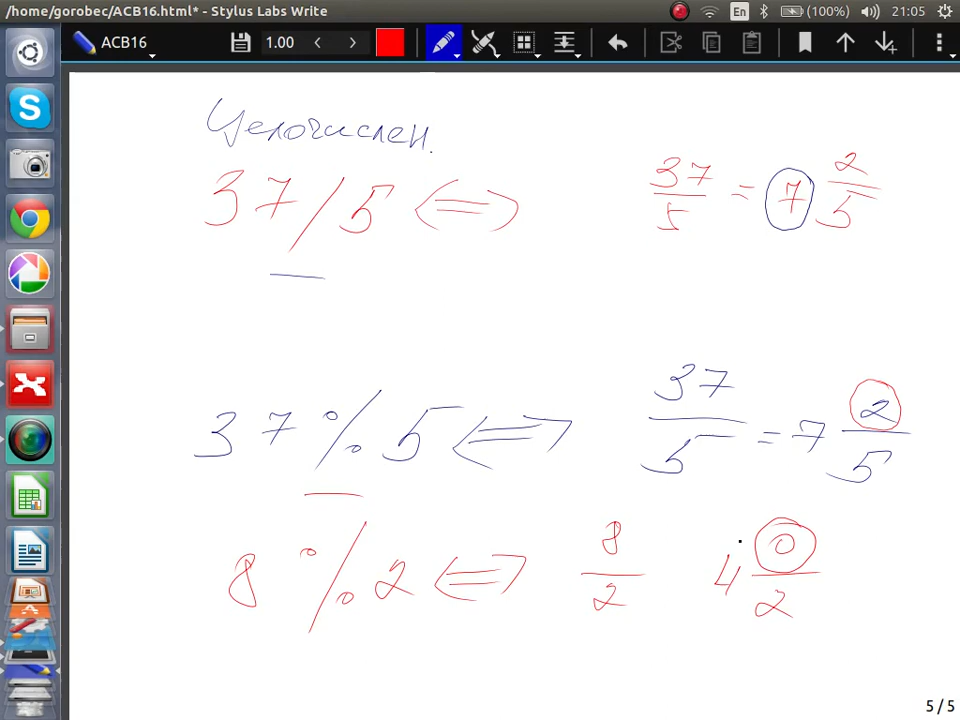 /home/gorobec/ACB16.html* - Stylus Labs Write
En (100%) 21:05
ACB16 1.00
Целочислен.
37/5 <=> 37/5 = 7 2/5
37 % 5 <=> 37/5 = 7 2/5
8 % 2 <=> 8/2 4 0/2
5 / 5